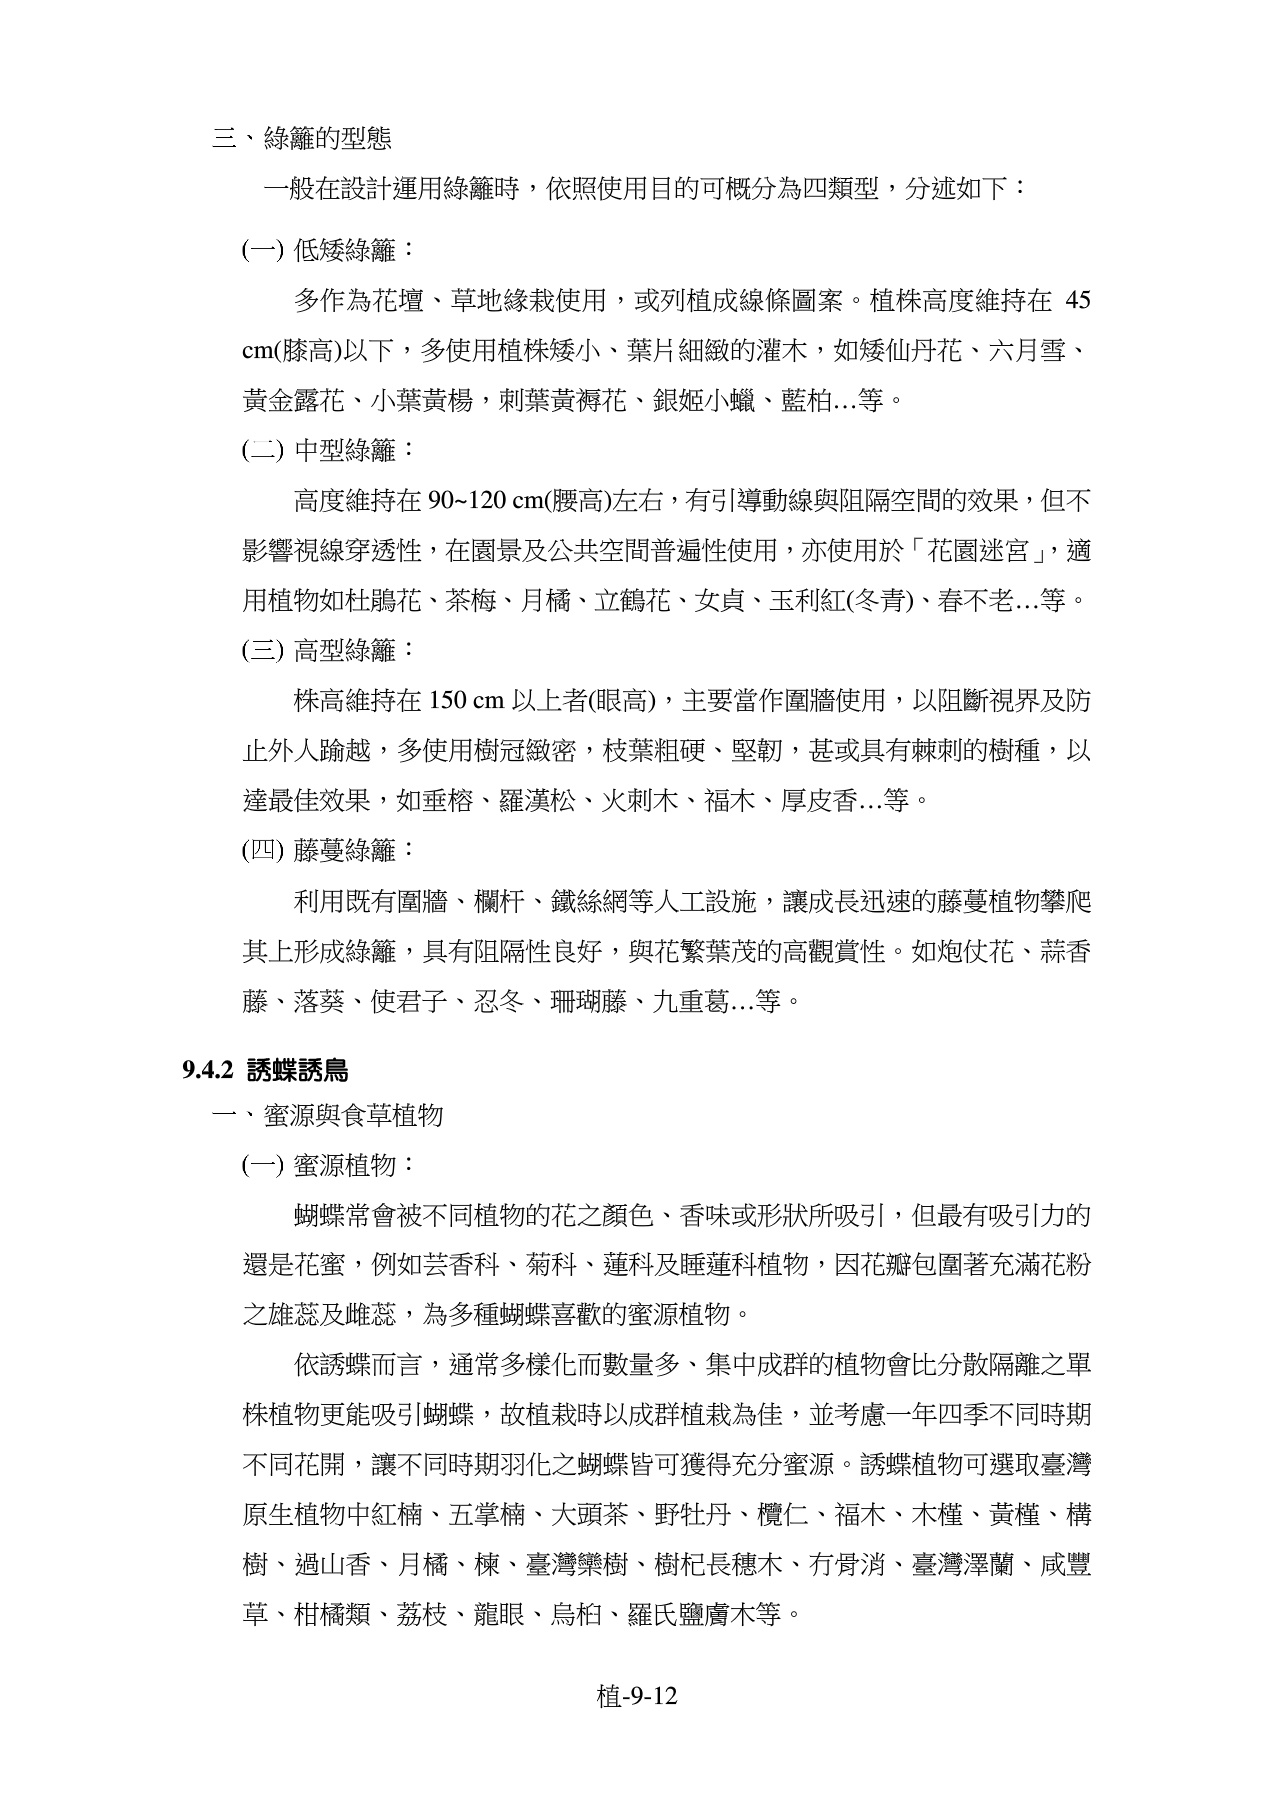 三、綠籬的型態
一般在設計運用綠籬時，依照使用目的可概分為四類型，分述如下：
(一) 低矮綠籬：
多作為花壇、草地緣栽使用，或列植成線條圖案。植株高度維持在 45
cm(膝高)以下，多使用植株矮小、葉片細緻的灌木，如矮仙丹花、六月雪、
黃金露花、小葉黃楊，刺葉黃褥花、銀姬小蠟、藍柏…等。
(二) 中型綠籬：
高度維持在 90~120 cm(腰高)左右，有引導動線與阻隔空間的效果，但不
影響視線穿透性，在園景及公共空間普遍性使用，亦使用於「花園迷宮」，適
用植物如杜鵑花、茶梅、月橘、立鶴花、女貞、玉利紅(冬青)、春不老…等。
(三) 高型綠籬：
株高維持在 150 cm 以上者(眼高)，主要當作圍牆使用，以阻斷視界及防
止外人踰越，多使用樹冠緻密，枝葉粗硬、堅韌，甚或具有棘刺的樹種，以
達最佳效果，如垂榕、羅漢松、火刺木、福木、厚皮香…等。
(四) 藤蔓綠籬：
利用既有圍牆、欄杆、鐵絲網等人工設施，讓成長迅速的藤蔓植物攀爬
其上形成綠籬，具有阻隔性良好，與花繁葉茂的高觀賞性。如炮仗花、蒜香
藤、落葵、使君子、忍冬、珊瑚藤、九重葛…等。
9.4.2 誘蝶誘鳥
一、蜜源與食草植物
(一) 蜜源植物：
蝴蝶常會被不同植物的花之顏色、香味或形狀所吸引，但最有吸引力的
還是花蜜，例如芸香科、菊科、蓮科及睡蓮科植物，因花瓣包圍著充滿花粉
之雄蕊及雌蕊，為多種蝴蝶喜歡的蜜源植物。
依誘蝶而言，通常多樣化而數量多、集中成群的植物會比分散隔離之單
株植物更能吸引蝴蝶，故植栽時以成群植栽為佳，並考慮一年四季不同時期
不同花開，讓不同時期羽化之蝴蝶皆可獲得充分蜜源。誘蝶植物可選取臺灣
原生植物中紅楠、五掌楠、大頭茶、野牡丹、欖仁、福木、木槿、黃槿、構
樹、過山香、月橘、楝、臺灣欒樹、樹杞長穗木、冇骨消、臺灣澤蘭、咸豐
草、柑橘類、荔枝、龍眼、烏桕、羅氏鹽膚木等。
植-9-12